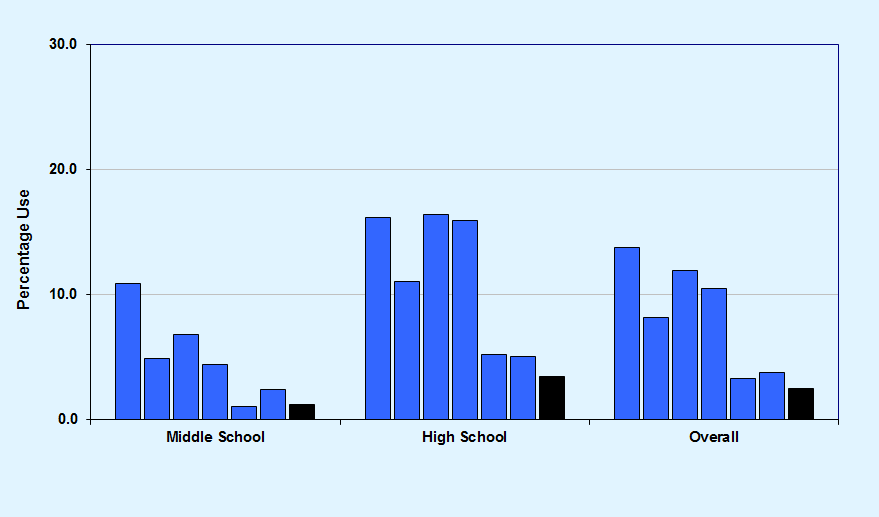 30.0
20.0
10.0
0.0
Percentage Use
Middle School
High School
Overall